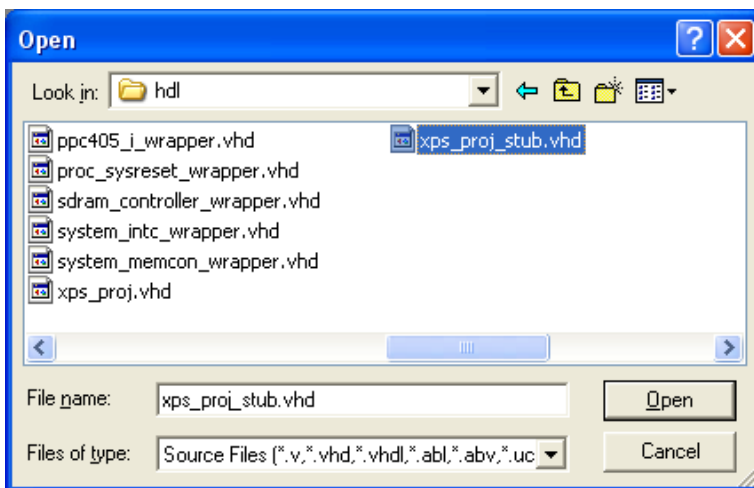 Open
Look in: hdl
ppc405_i_wrapper.vhd
proc_sysreset_wrapper.vhd
sdram_controller_wrapper.vhd
system_intc_wrapper.vhd
system_memcon_wrapper.vhd
xps_proj.vhd
xps_proj_stub.vhd
File name: xps_proj_stub.vhd
Open
Files of type: Source Files (*.v,*.vhd,*.vhdl,*.abl,*.abv,*.uc
Cancel